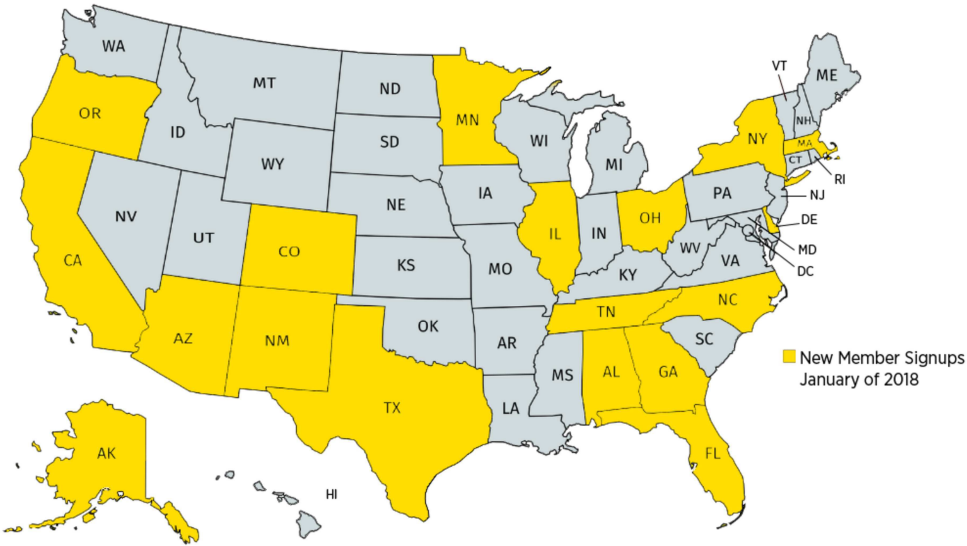 WA
OR
CA
NV
ID
MT
WY
UT
CO
AZ
NM
ND
SD
NE
KS
OK
TX
MN
IA
MO
AR
LA
WI
IL
MI
IN
OH
KY
TN
MS
AL
GA
FL
SC
NC
VA
WV
PA
NY
VT
NH
ME
MA
CT
RI
NJ
DE
MD
DC
AK
HI
New Member Signups
January of 2018